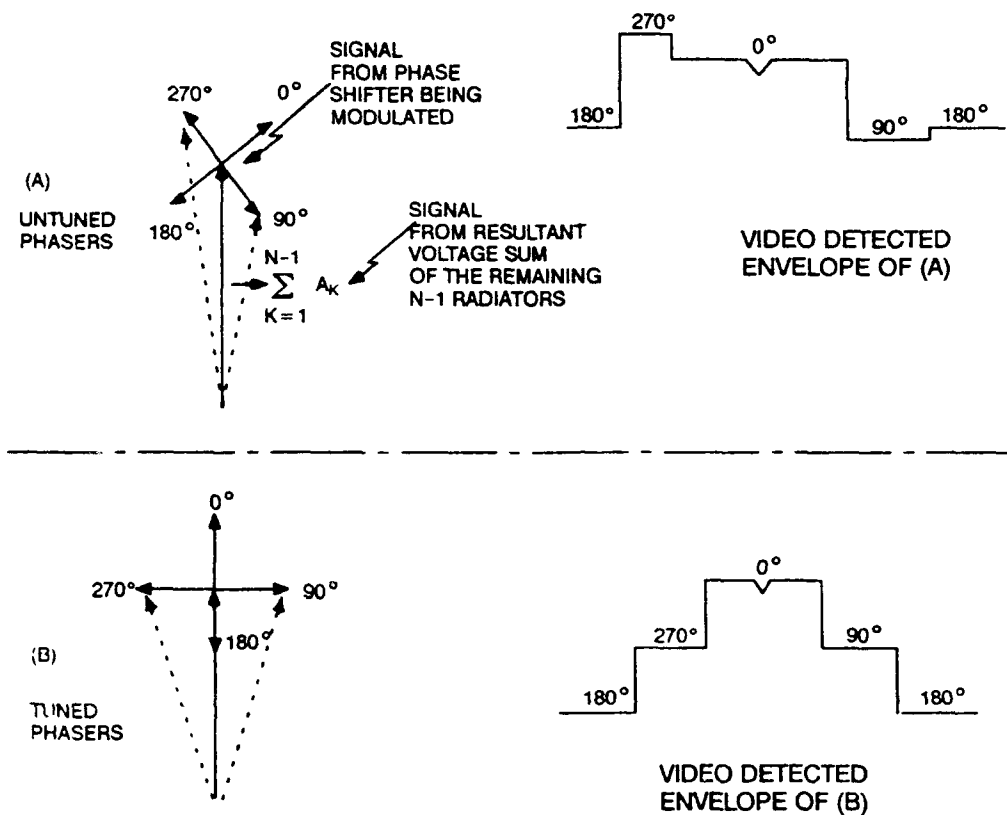 SIGNAL
FROM PHASE
SHIFTER BEING
MODULATED
270°
0°
(A)
UNTUNED
PHASERS
180°
90°
N-1
∑ A_K
K=1
SIGNAL
FROM RESULTANT
VOLTAGE SUM
OF THE REMAINING
N-1 RADIATORS
270°
0°
180°
90°
180°
VIDEO DETECTED
ENVELOPE OF (A)
0°
270°
90°
180°
(B)
TUNED
PHASERS
0°
270°
90°
180°
180°
VIDEO DETECTED
ENVELOPE OF (B)